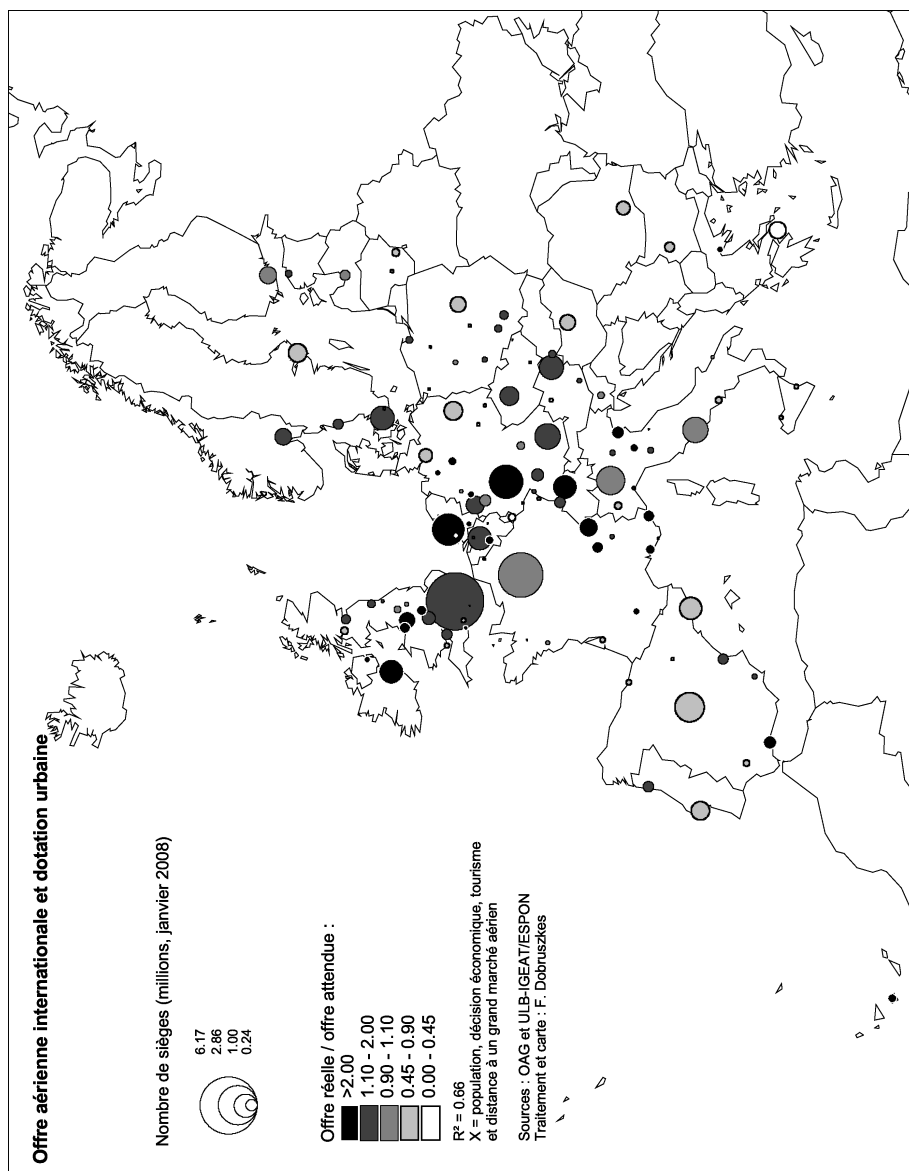 Offre aérienne internationale et dotation urbaine
Nombre de sièges (millions, janvier 2008)
6.17
2.86
1.00
0.24
Offre réelle / offre attendue :
>2.00
1.10 - 2.00
0.90 - 1.10
0.45 - 0.90
0.00 - 0.45
R² = 0.66
X = population, décision économique, tourisme
et distance à un grand marché aérien
Sources : OAG et ULB-IGEAT/ESPON
Traitement et carte : F. Dobruszkes